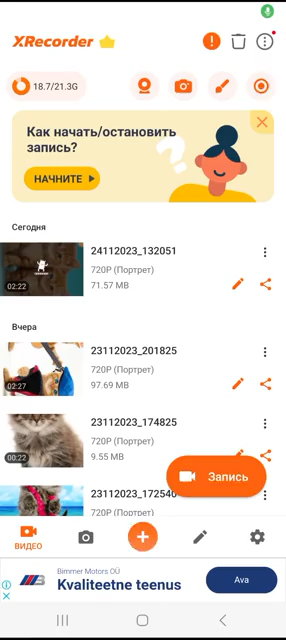 XRecorder
18.7/21.3G
Как начать/остановить
запись?
НАЧНИТЕ
Сегодня
24112023_132051
720P (Портрет)
71.57 MB
02:22
Вчера
23112023_201825
720P (Портрет)
97.69 MB
02:27
23112023_174825
720P (Портрет)
9.55 MB
00:22
Запись
23112023_172540
720P (Портрет)
ВИДЕО
Bimmer Motors OÜ
Kvaliteetne teenus
Ava